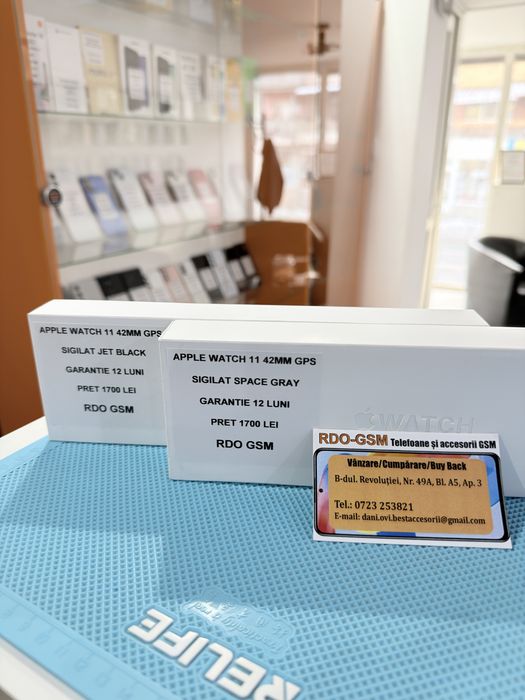 APPLE WATCH 11 42MM GPS
SIGILAT JET BLACK
GARANTIE 12 LUNI
PRET 1700 LEI
RDO GSM
APPLE WATCH 11 42MM GPS
SIGILAT SPACE GRAY
GARANTIE 12 LUNI
PRET 1700 LEI
RDO GSM
WATCH
RDO-GSM Telefoane și accesorii GSM
Vânzare/Cumpărare/Buy Back
B-dul. Revoluției, Nr. 49A, Bl. A5, Ap. 3
Tel.: 0723 253821
E-mail: dani.ovi.bestaccesorii@gmail.com
RELIFE